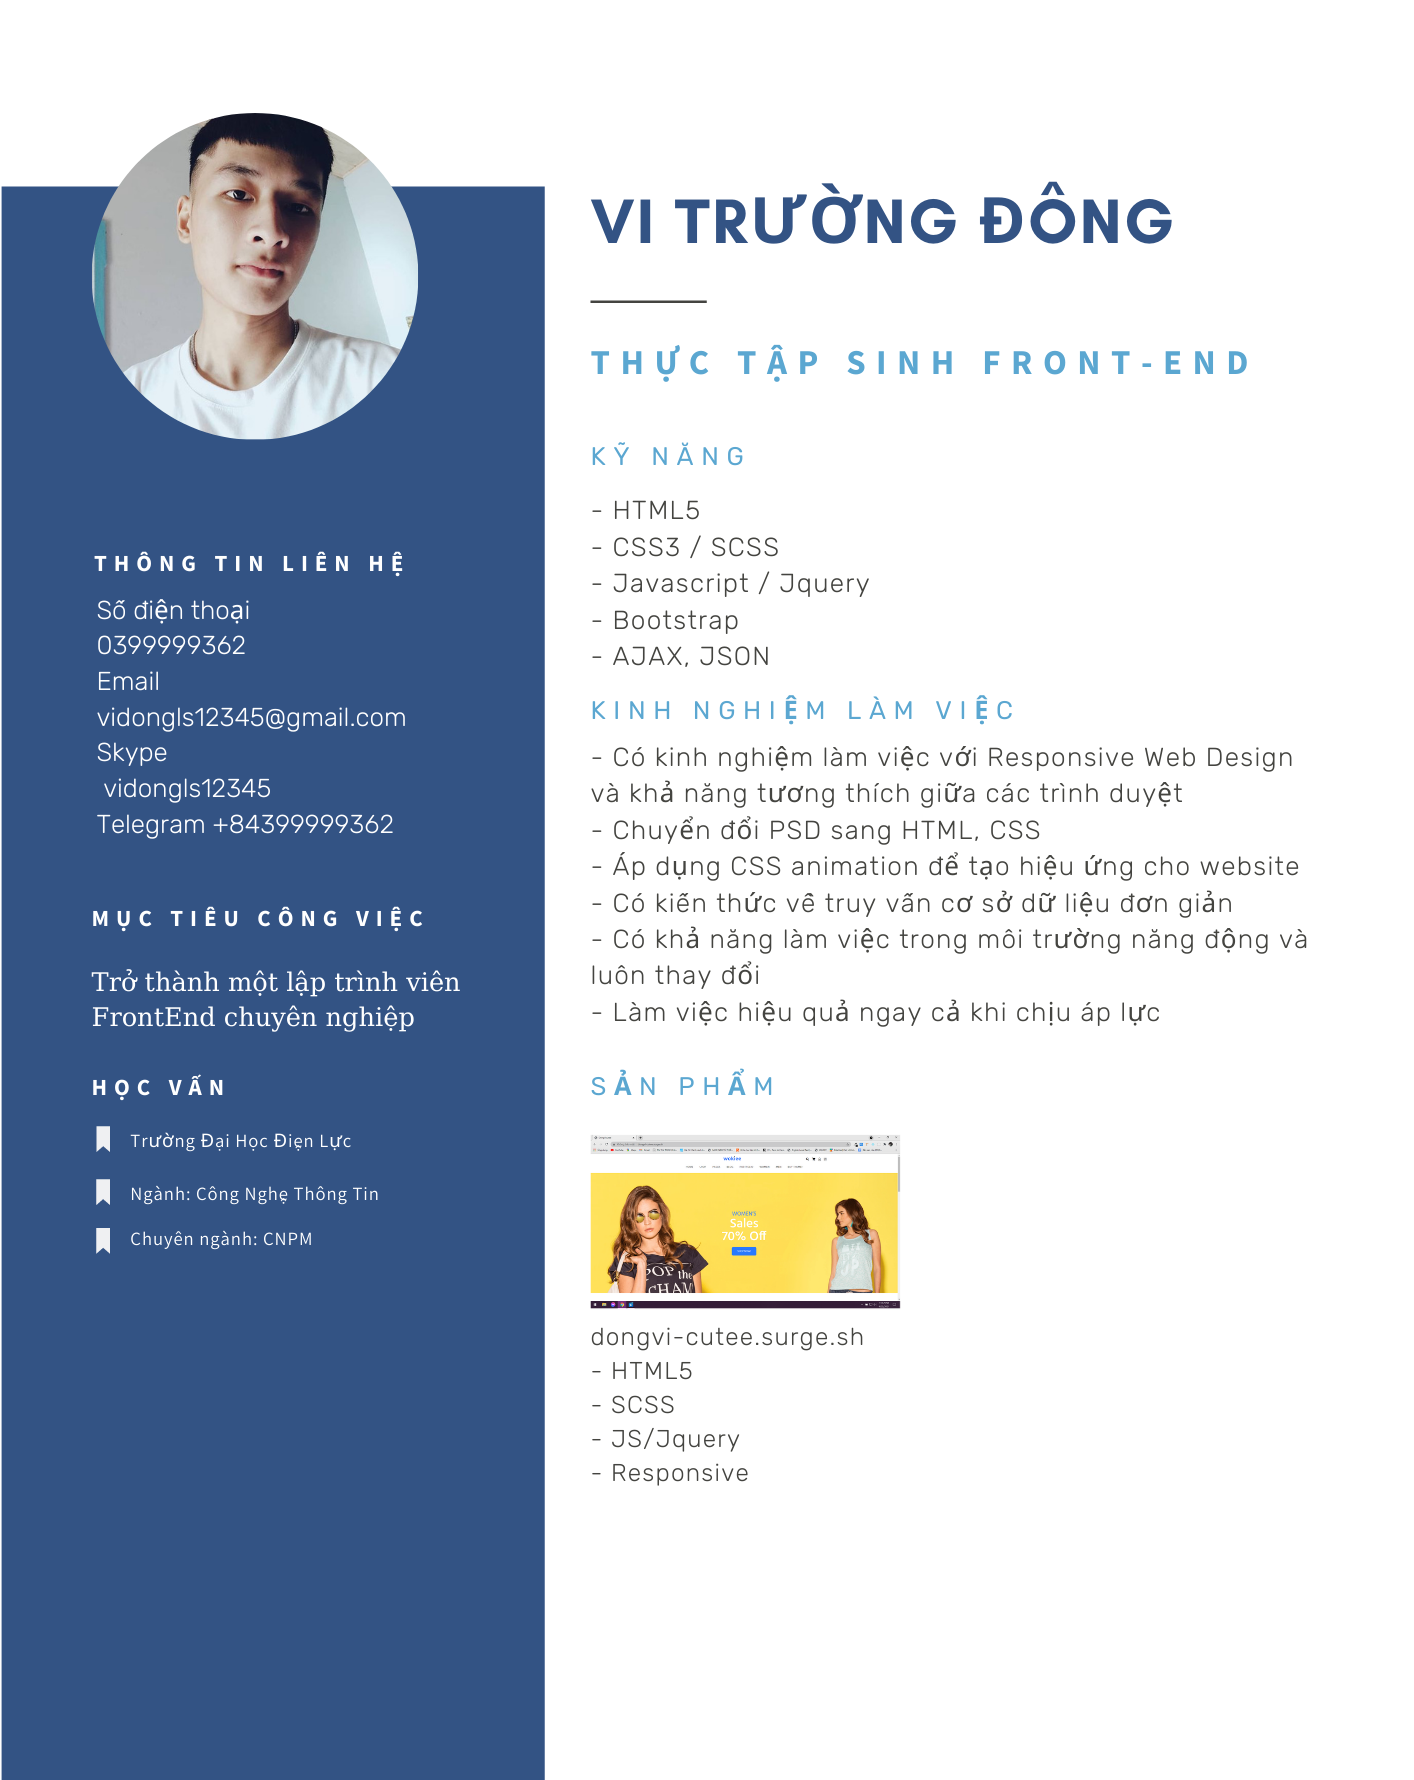 VI TRƯỜNG ĐÔNG
THỰC TẬP SINH FRONT-END
THÔNG TIN LIÊN HỆ
Số điện thoại
0399999362
Email
vidongls12345@gmail.com
Skype
vidongls12345
Telegram +84399999362
MỤC TIÊU CÔNG VIỆC
Trở thành một lập trình viên
FrontEnd chuyên nghiệp
HỌC VẤN
Trường Đại Học Điẹn Lực
Ngành: Công Nghẹ Thông Tin
Chuyên ngành: CNPM
KỸ NĂNG
- HTML5
- CSS3 / SCSS
- Javascript / Jquery
- Bootstrap
- AJAX, JSON
KINH NGHIỆM LÀM VIỆC
- Có kinh nghiệm làm việc với Responsive Web Design
và khả năng tương thích giữa các trình duyệt
- Chuyển đổi PSD sang HTML, CSS
- Áp dụng CSS animation để tạo hiệu ứng cho website
- Có kiến thức về truy vấn cơ sở dữ liệu đơn giản
- Có khả năng làm việc trong môi trường năng động và
luôn thay đổi
- Làm việc hiệu quả ngay cả khi chịu áp lực
SẢN PHẨM
WOMEN'S
Sales
70% Off
POP the
CHAM
dongvi-cutee.surge.sh
- HTML5
- SCSS
- JS/Jquery
- Responsive